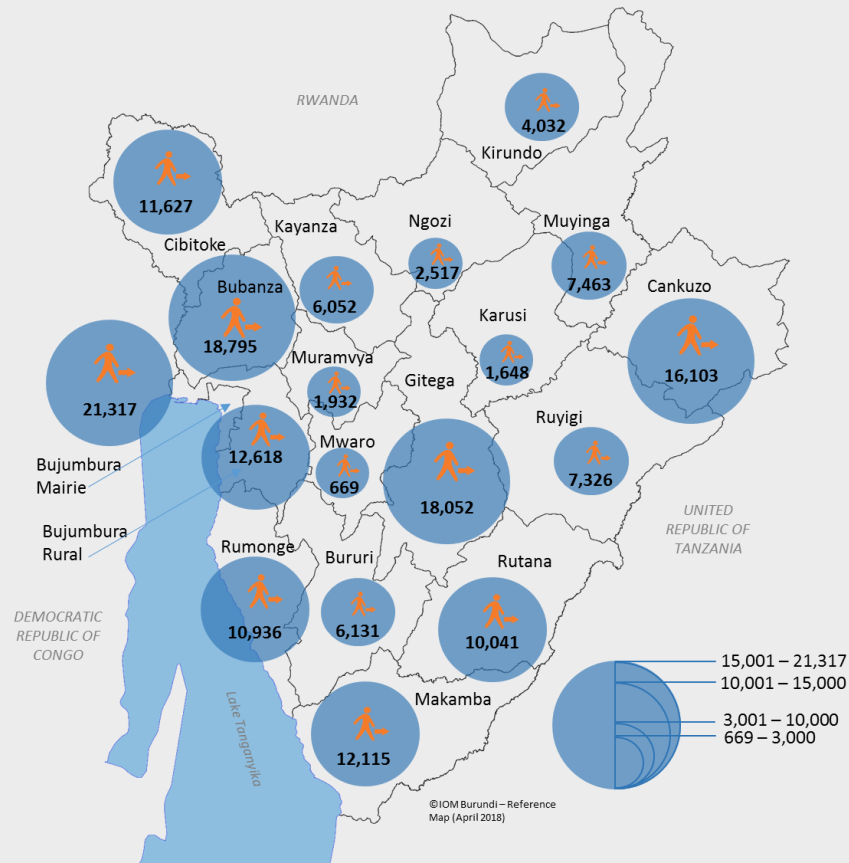 RWANDA
4,032
Kirundo
11,627
Cibitoke
Kayanza
6,052
Ngozi
2,517
Muyinga
7,463
Bubanza
18,795
Cankuzo
16,103
Karusi
1,648
21,317
Muramvya
1,932
Gitega
18,052
Ruyigi
7,326
12,618
Mwaro
669
Bujumbura
Mairie
Bujumbura
Rural
UNITED
REPUBLIC OF
TANZANIA
Rumonge
10,936
Bururi
6,131
Rutana
10,041
DEMOCRATIC
REPUBLIC OF
CONGO
Lake Tanganyika
Makamba
12,115
15,001 – 21,317
10,001 – 15,000
3,001 – 10,000
669 – 3,000
©IOM Burundi – Reference
Map (April 2018)